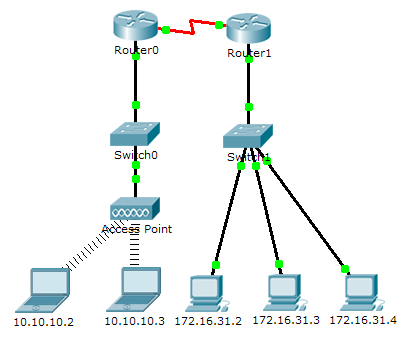 Router0
Router1
Switch0
Switch1
Access Point
10.10.10.2
10.10.10.3
172.16.31.2
172.16.31.3
172.16.31.4